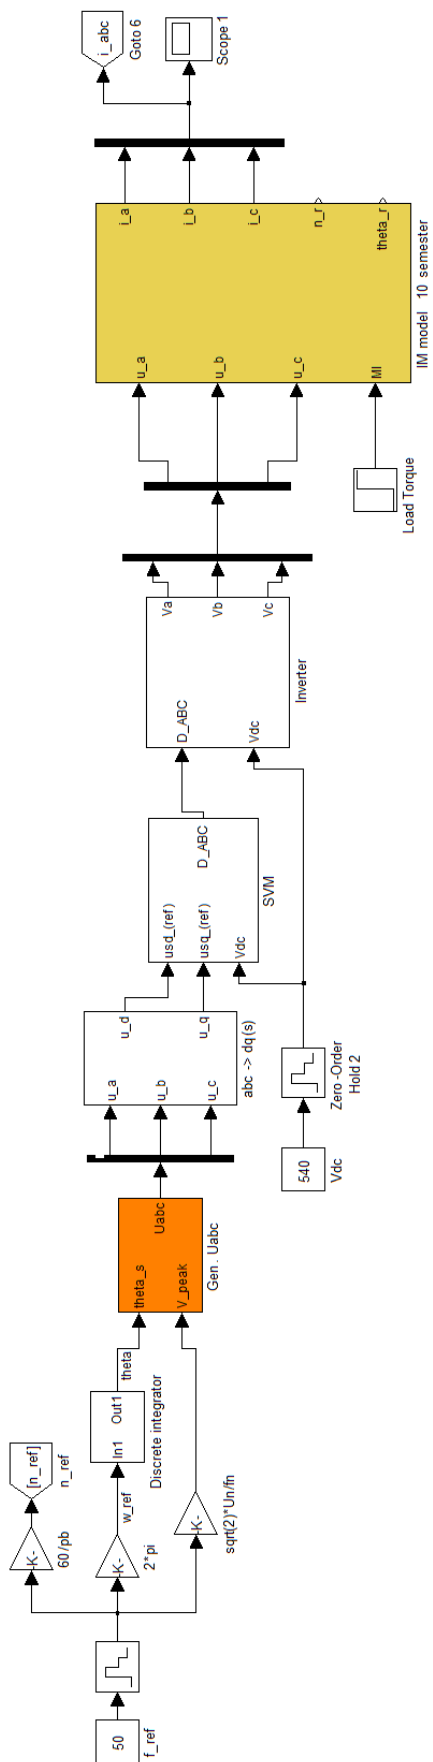 50
f_ref
-K-
60/pb
[n_ref]
n_ref
-K-
2*pi
w_ref
In1
Out1
Discrete integrator
theta
-K-
sqrt(2)*Un/fn
theta_s
V_peak
Uabc
Gen. Uabc
u_a
u_b
u_c
u_d
u_q
abc -> dq(s)
540
Vdc
Zero -Order
Hold 2
usd_(ref)
usq_(ref)
Vdc
D_ABC
SVM
D_ABC
Vdc
Va
Vb
Vc
Inverter
Load Torque
u_a
u_b
u_c
Ml
i_a
i_b
i_c
n_r
theta_r
IM model 10 semester
i_abc
Goto 6
Scope 1